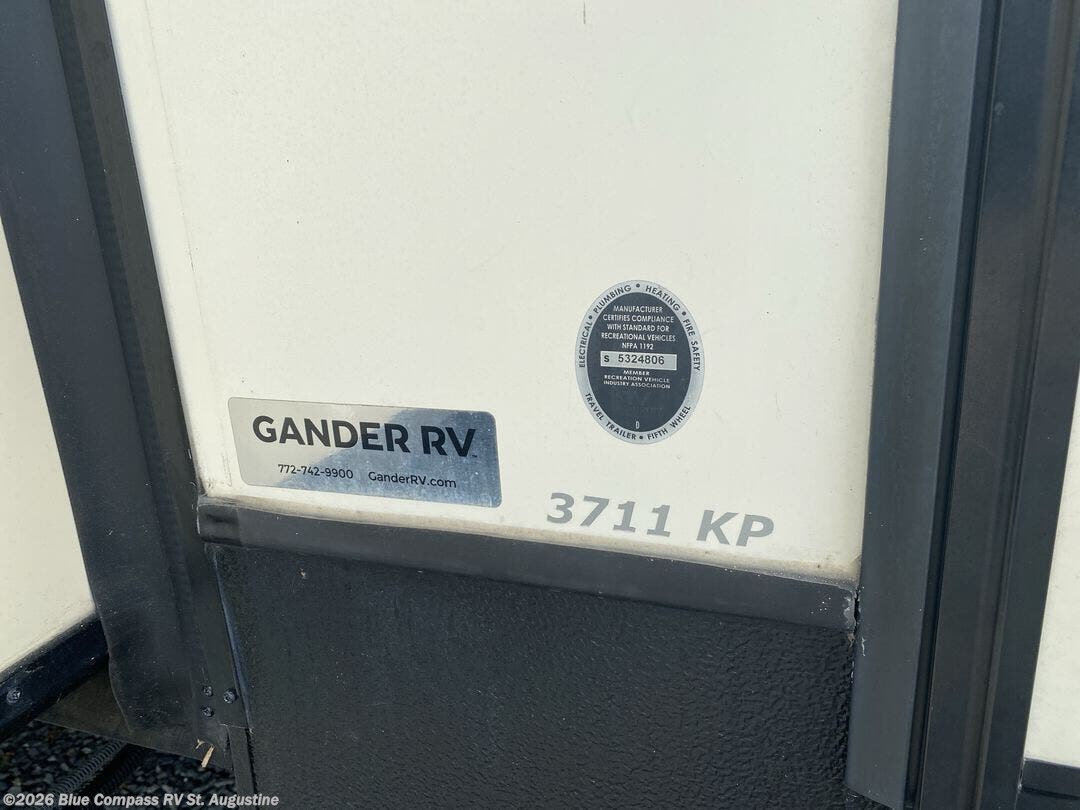 ELECTRICAL • PLUMBING • HEATING • FIRE SAFETY
MANUFACTURER
CERTIFIES COMPLIANCE
WITH STANDARD FOR
RECREATIONAL VEHICLES
NFPA 1192
S 5324806
MEMBER
RECREATION VEHICLE
INDUSTRY ASSOCIATION
D
TRAVEL TRAILER • FIFTH WHEEL
GANDER RV
772-742-9900 GanderRV.com
3711 KP
©2026 Blue Compass RV St. Augustine